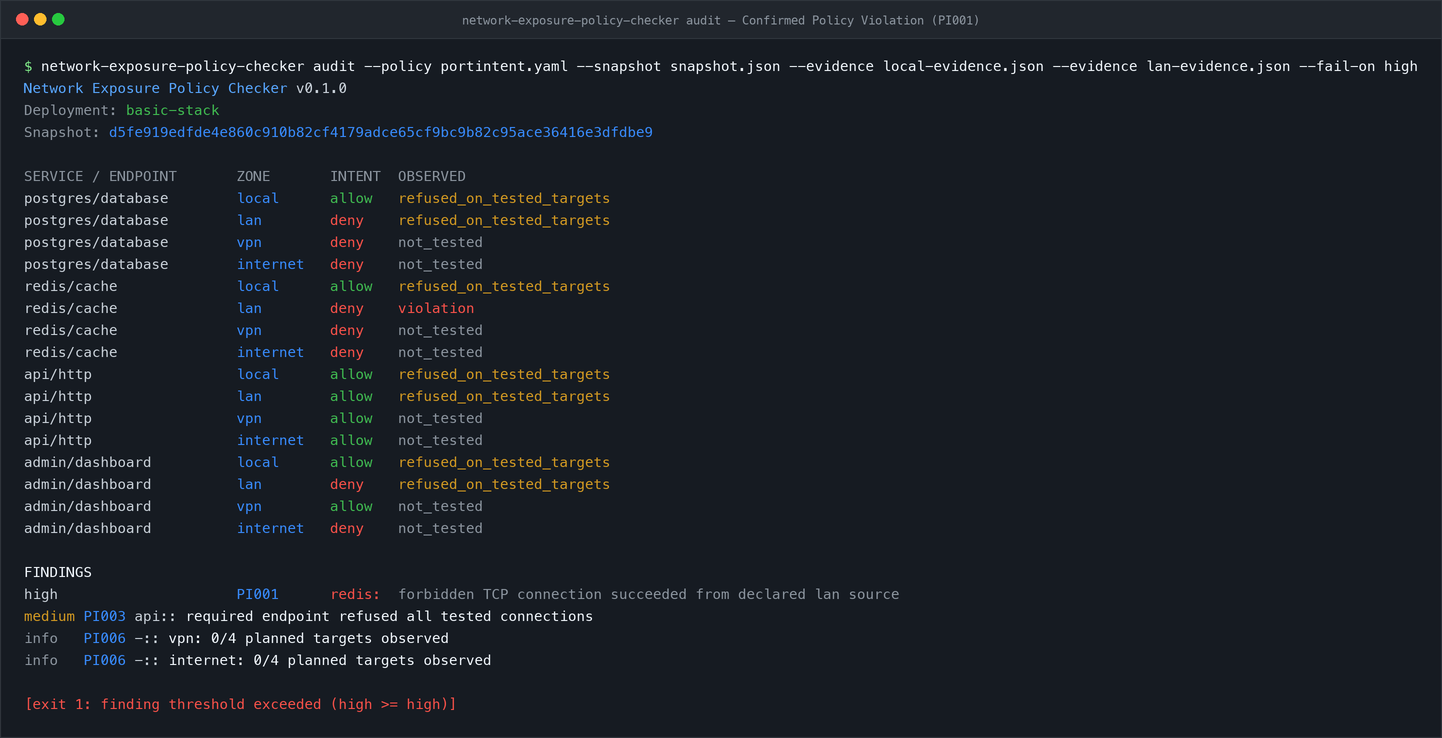 network-exposure-policy-checker audit — Confirmed Policy Violation (PI001)
$ network-exposure-policy-checker audit --policy portintent.yaml --snapshot snapshot.json --evidence local-evidence.json --evidence lan-evidence.json --fail-on high
Network Exposure Policy Checker v0.1.0
Deployment: basic-stack
Snapshot: d5fe919edfde4e860c910b82cf4179adce65cf9bc9b82c95ace36416e3dfdbe9
SERVICE / ENDPOINT ZONE INTENT OBSERVED
postgres/database local allow refused_on_tested_targets
postgres/database lan deny refused_on_tested_targets
postgres/database vpn deny not_tested
postgres/database internet deny not_tested
redis/cache local allow refused_on_tested_targets
redis/cache lan deny violation
redis/cache vpn deny not_tested
redis/cache internet deny not_tested
api/http local allow refused_on_tested_targets
api/http lan allow refused_on_tested_targets
api/http vpn allow not_tested
api/http internet allow not_tested
admin/dashboard local allow refused_on_tested_targets
admin/dashboard lan deny refused_on_tested_targets
admin/dashboard vpn allow not_tested
admin/dashboard internet deny not_tested
FINDINGS
high PI001 redis: forbidden TCP connection succeeded from declared lan source
medium PI003 api:: required endpoint refused all tested connections
info PI006 -:: vpn: 0/4 planned targets observed
info PI006 -:: internet: 0/4 planned targets observed
[exit 1: finding threshold exceeded (high >= high)]